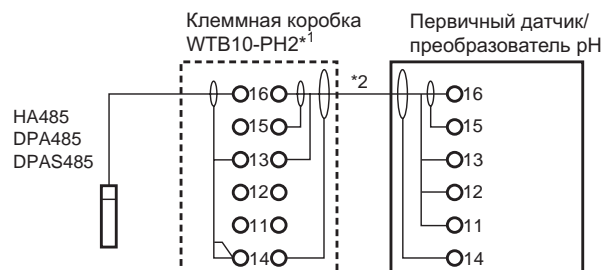 Клеммная коробка
WTB10-PH2*1
Первичный датчик/
преобразователь pH
*2
HA485
DPA485
DPAS485
16
15
13
12
11
14
16
15
13
12
11
14